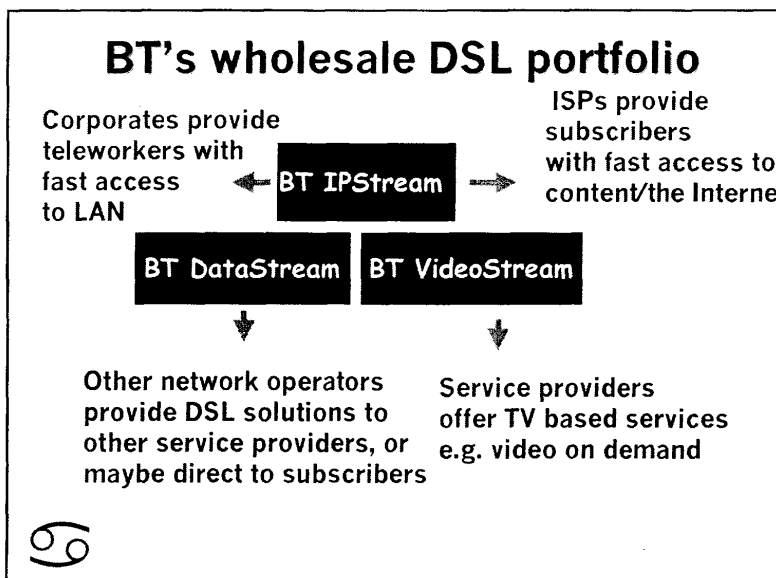 BT's wholesale DSL portfolio
Corporates provide
teleworkers with
fast access
to LAN
BT IPStream
ISPs provide
subscribers
with fast access to
content/the Interne
BT DataStream
BT VideoStream
Other network operators
provide DSL solutions to
other service providers, or
maybe direct to subscribers
Service providers
offer TV based services
e.g. video on demand